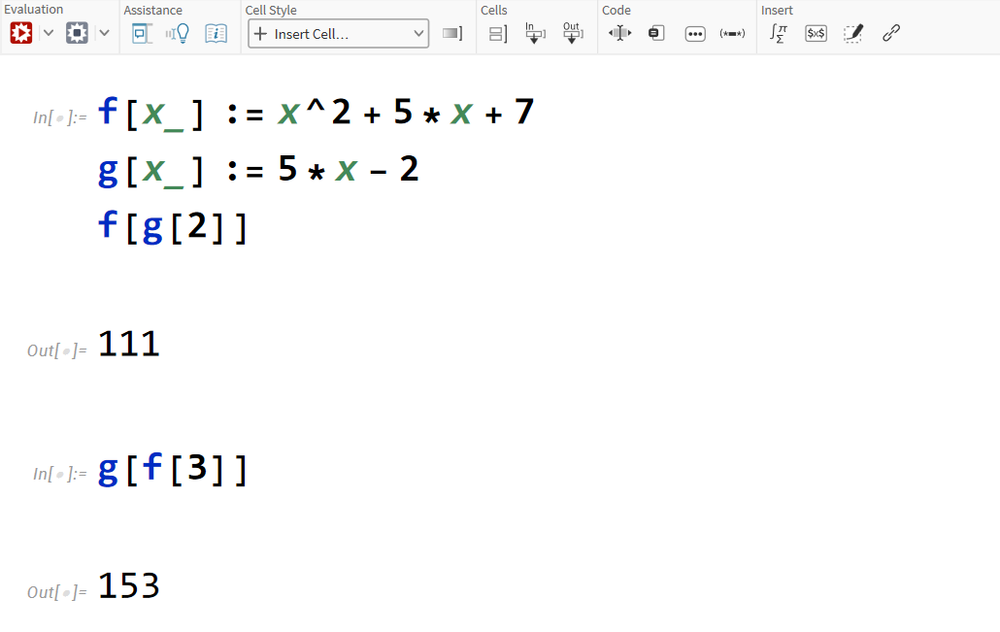 Evaluation Assistance Cell Style Cells Code Insert
Insert Cell...
In Out
In[ ]:= f[x_] := x^2 + 5 * x + 7
g[x_] := 5 * x - 2
f[g[2]]
Out[ ]= 111
In[ ]:= g[f[3]]
Out[ ]= 153